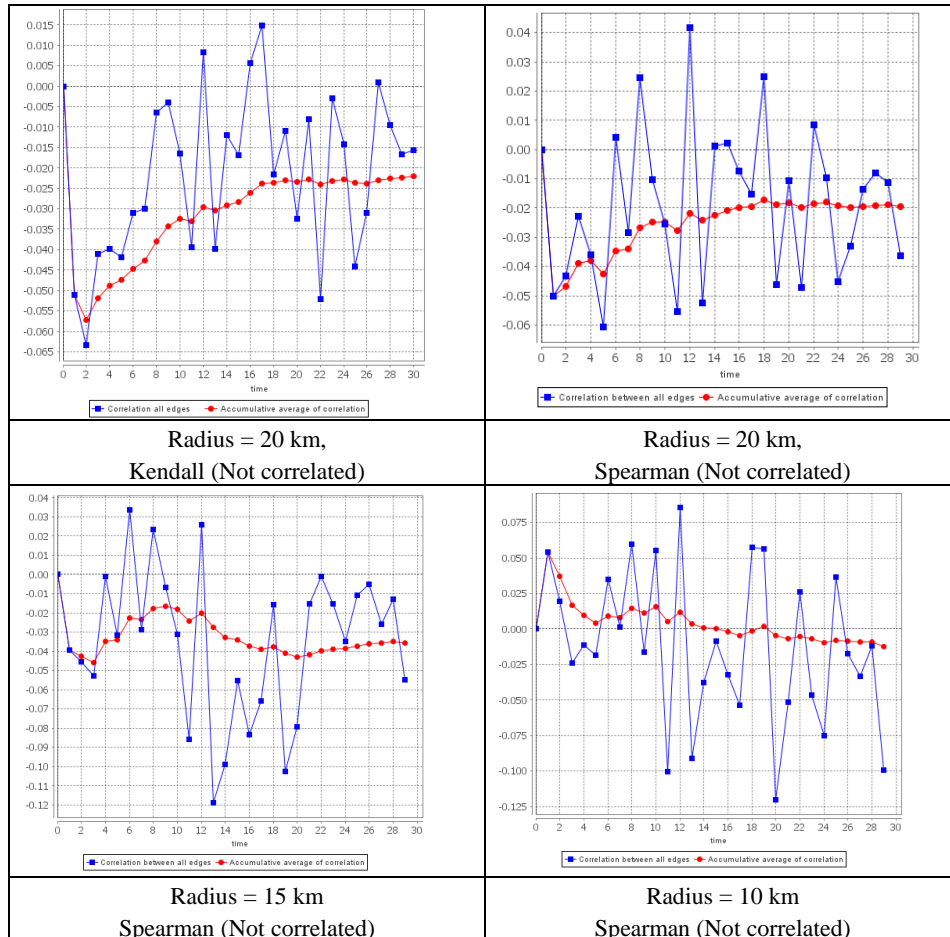 0.015
0.010
0.005
0.000
-0.005
-0.010
-0.015
-0.020
-0.025
-0.030
-0.035
-0.040
-0.045
-0.050
-0.055
-0.060
-0.065
0 2 4 6 8 10 12 14 16 18 20 22 24 26 28 30
time
Correlation all edges Accumulative average of correlation
0.04
0.03
0.02
0.01
0.00
-0.01
-0.02
-0.03
-0.04
-0.05
-0.06
0 2 4 6 8 10 12 14 16 18 20 22 24 26 28 30
time
Correlation between all edges Accumulative average of correlation
Radius = 20 km,
Kendall (Not correlated)
Radius = 20 km,
Spearman (Not correlated)
0.04
0.03
0.02
0.01
0.00
-0.01
-0.02
-0.03
-0.04
-0.05
-0.06
-0.07
-0.08
-0.09
-0.10
-0.11
-0.12
0 2 4 6 8 10 12 14 16 18 20 22 24 26 28 30
time
Correlation between all edges Accumulative average of correlation
0.075
0.050
0.025
0.000
-0.025
-0.050
-0.075
-0.100
-0.125
0 2 4 6 8 10 12 14 16 18 20 22 24 26 28 30
time
Correlation between all edges Accumulative average of correlation
Radius = 15 km
Spearman (Not correlated)
Radius = 10 km
Spearman (Not correlated)